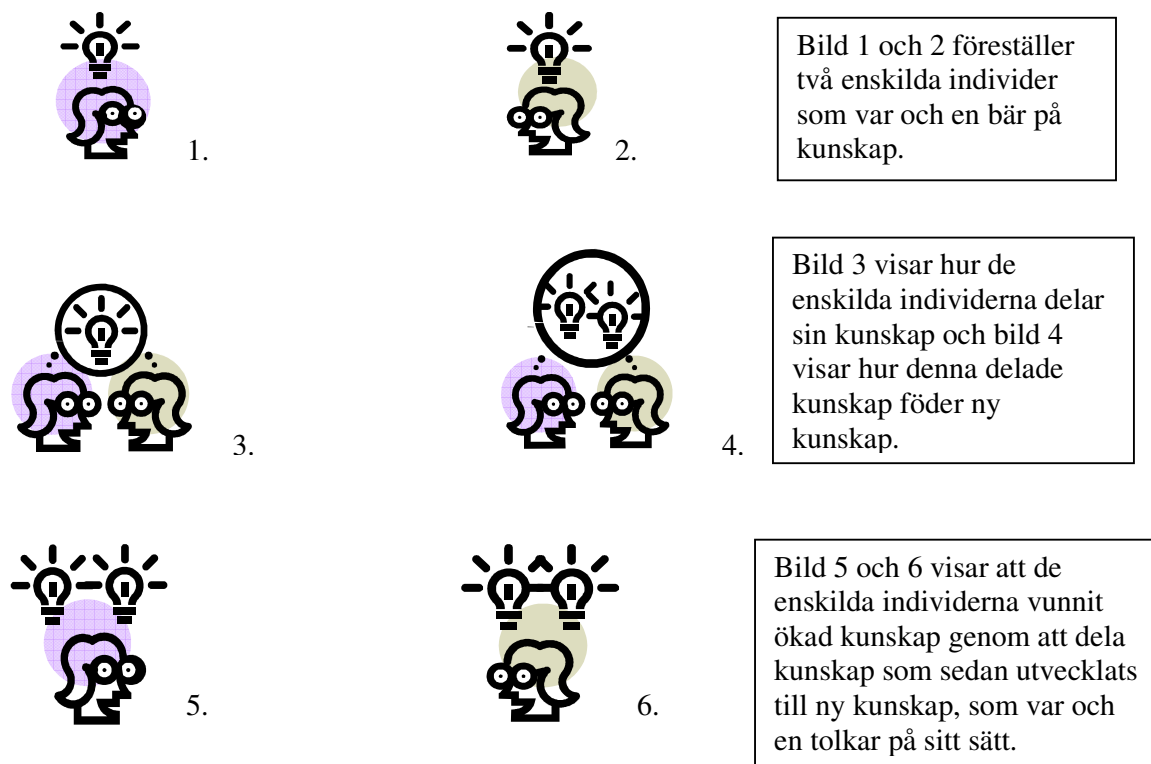 1.
2.
Bild 1 och 2 föreställer
två enskilda individer
som var och en bär på
kunskap.
3.
4.
Bild 3 visar hur de
enskilda individerna delar
sin kunskap och bild 4
visar hur denna delade
kunskap föder ny
kunskap.
5.
6.
Bild 5 och 6 visar att de
enskilda individerna vunnit
ökad kunskap genom att dela
kunskap som sedan utvecklats
till ny kunskap, som var och
en tolkar på sitt sätt.